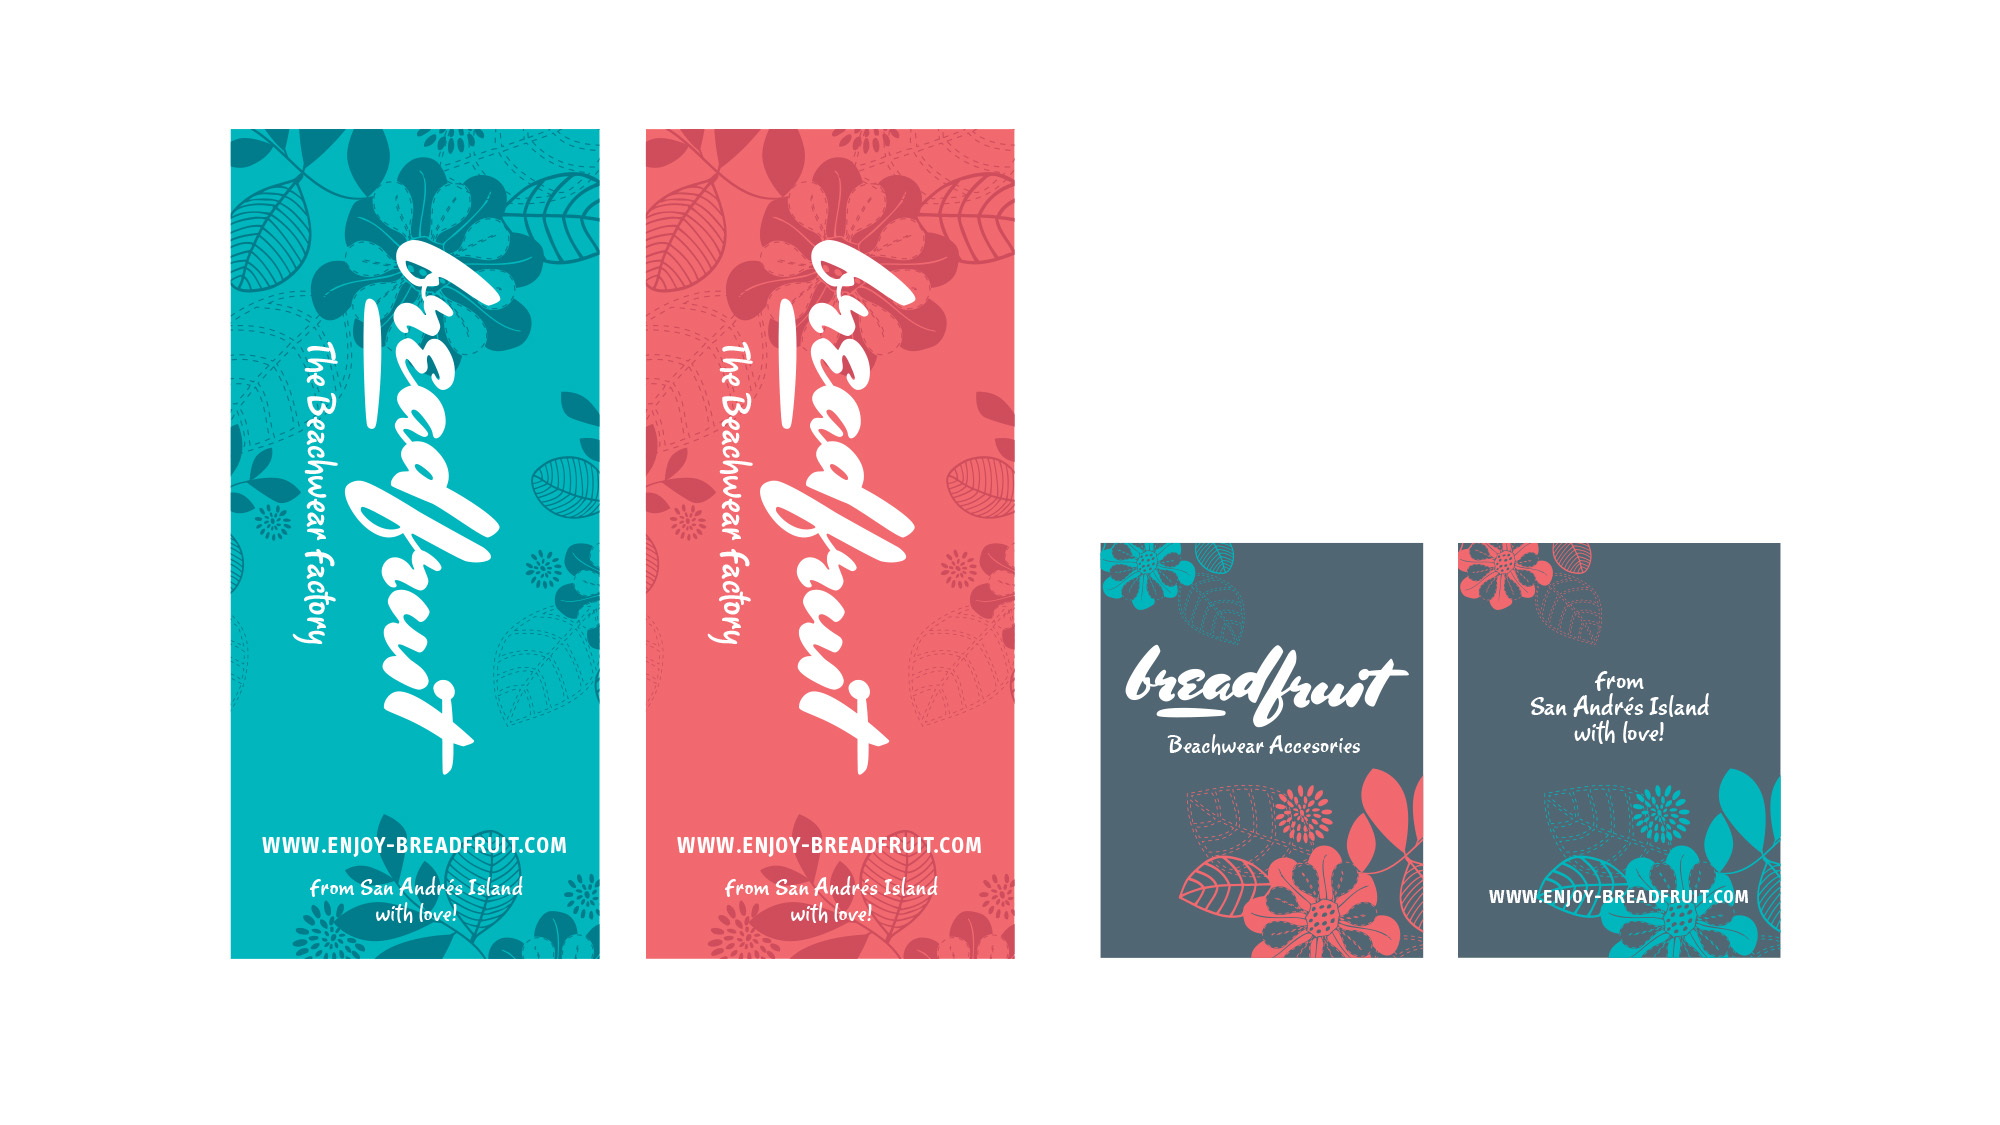 breadfruit
The Beachwear Factory
WWW.ENJOY-BREADFRUIT.COM
from San Andrés Island
with love!
breadfruit
The Beachwear Factory
WWW.ENJOY-BREADFRUIT.COM
from San Andrés Island
with love!
breadfruit
Beachwear Accesories
from
San Andrés Island
with love!
WWW.ENJOY-BREADFRUIT.COM